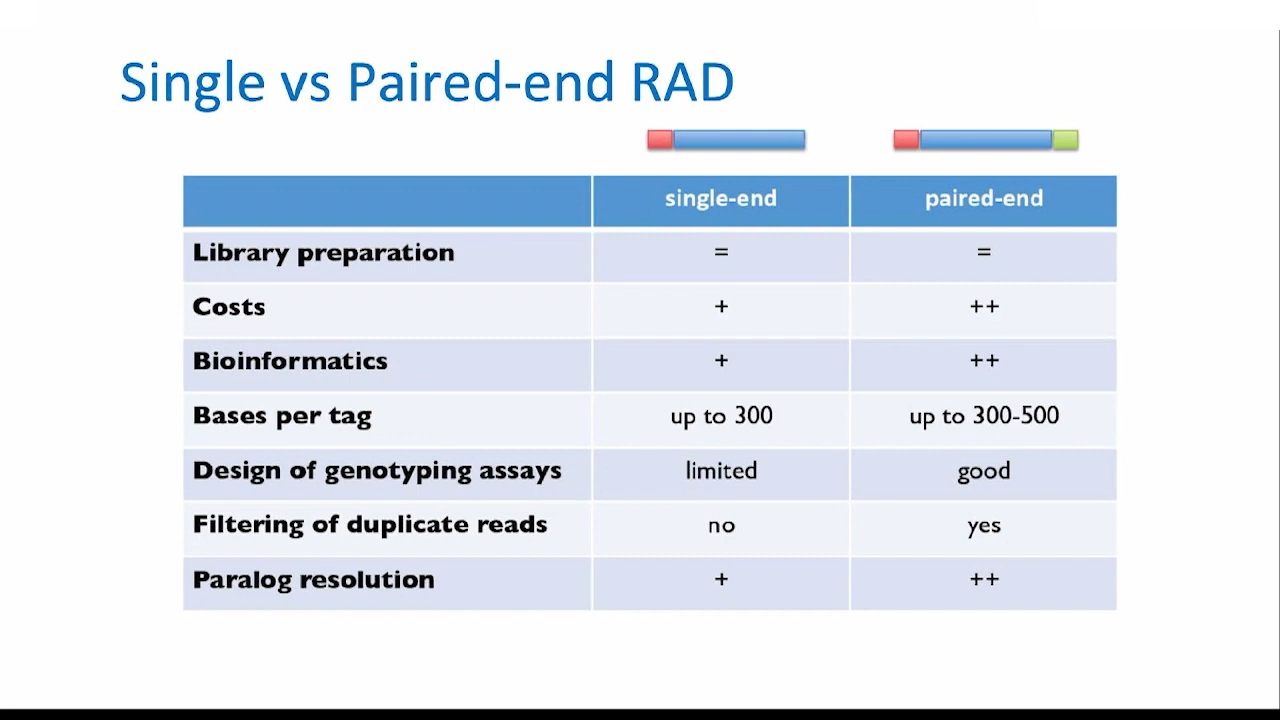 Single vs Paired-end RAD
single-end paired-end
Library preparation = =
Costs + ++
Bioinformatics + ++
Bases per tag up to 300 up to 300-500
Design of genotyping assays limited good
Filtering of duplicate reads no yes
Paralog resolution + ++